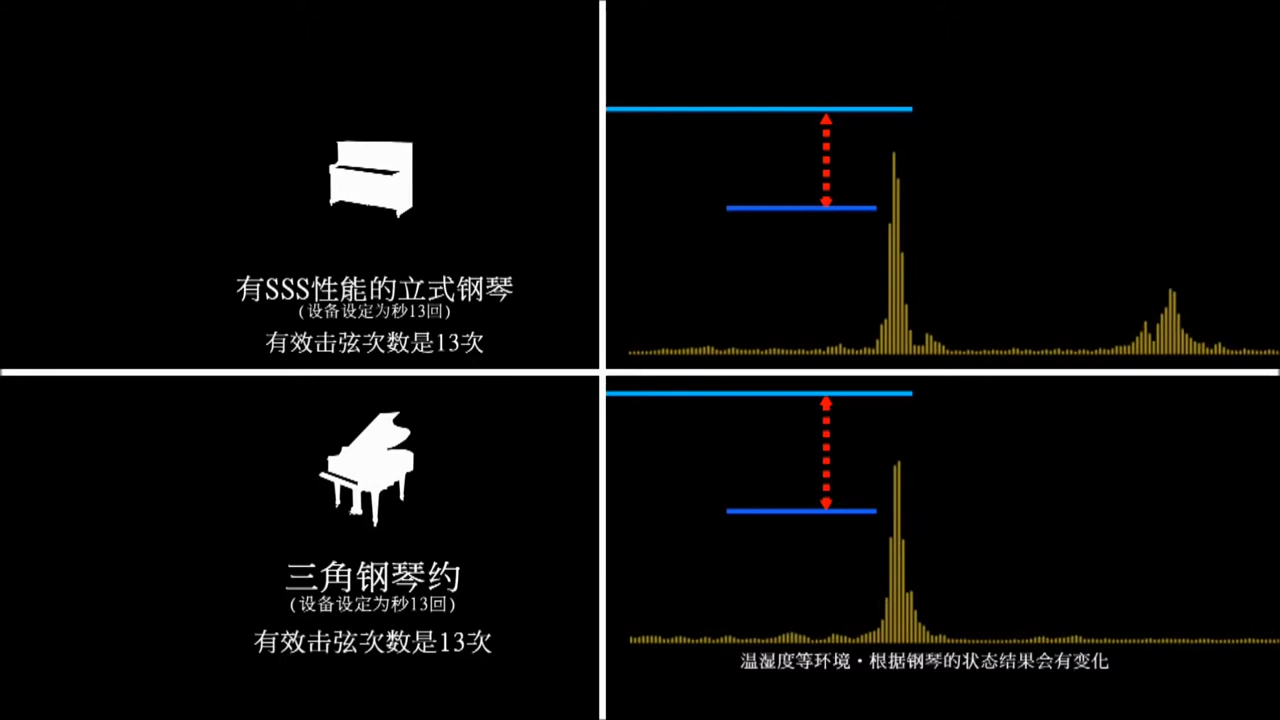 有SSS性能的立式钢琴
(设备设定为秒13回)
有效击弦次数是13次
三角钢琴约
(设备设定为秒13回)
有效击弦次数是13次
温湿度等环境·根据钢琴的状态结果会有变化